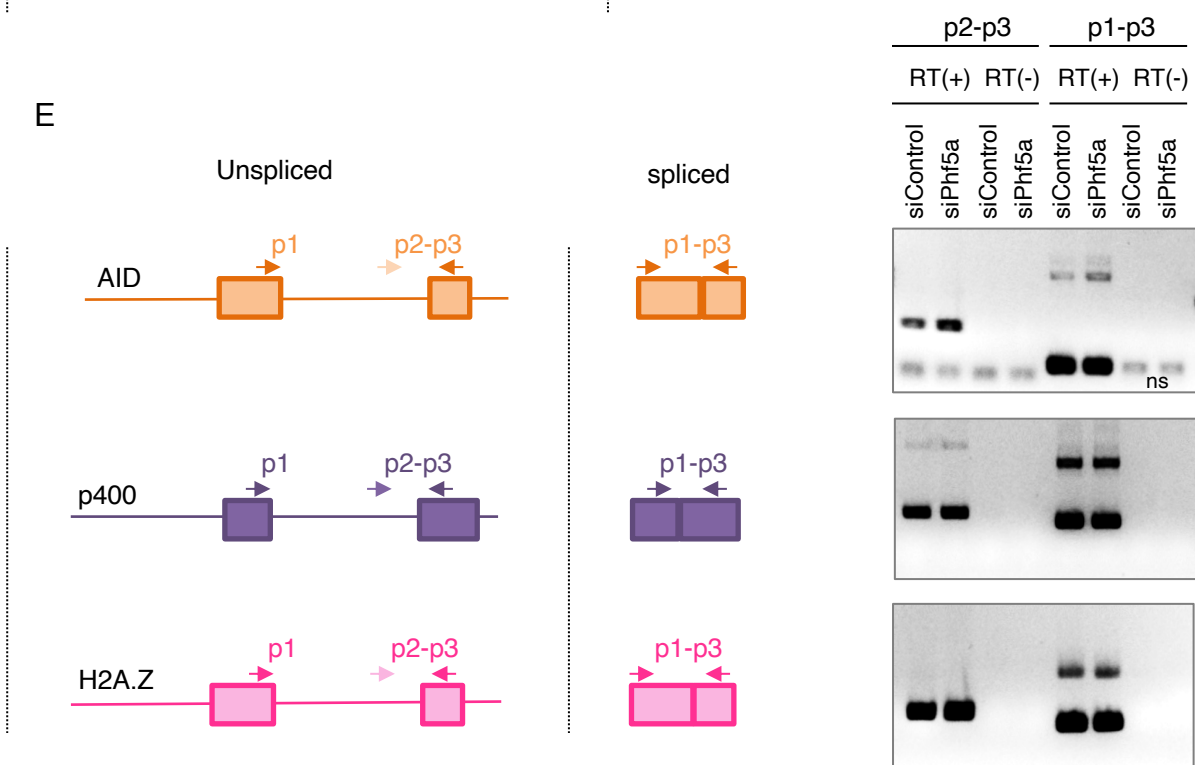 E
Unspliced
spliced
p1
p2-p3
p1-p3
AID
p1
p2-p3
p1-p3
p400
p1
p2-p3
p1-p3
H2A.Z
p2-p3
p1-p3
RT(+)
RT(-)
RT(+)
RT(-)
siControl
siPhf5a
siControl
siPhf5a
siControl
siPhf5a
siControl
siPhf5a
ns